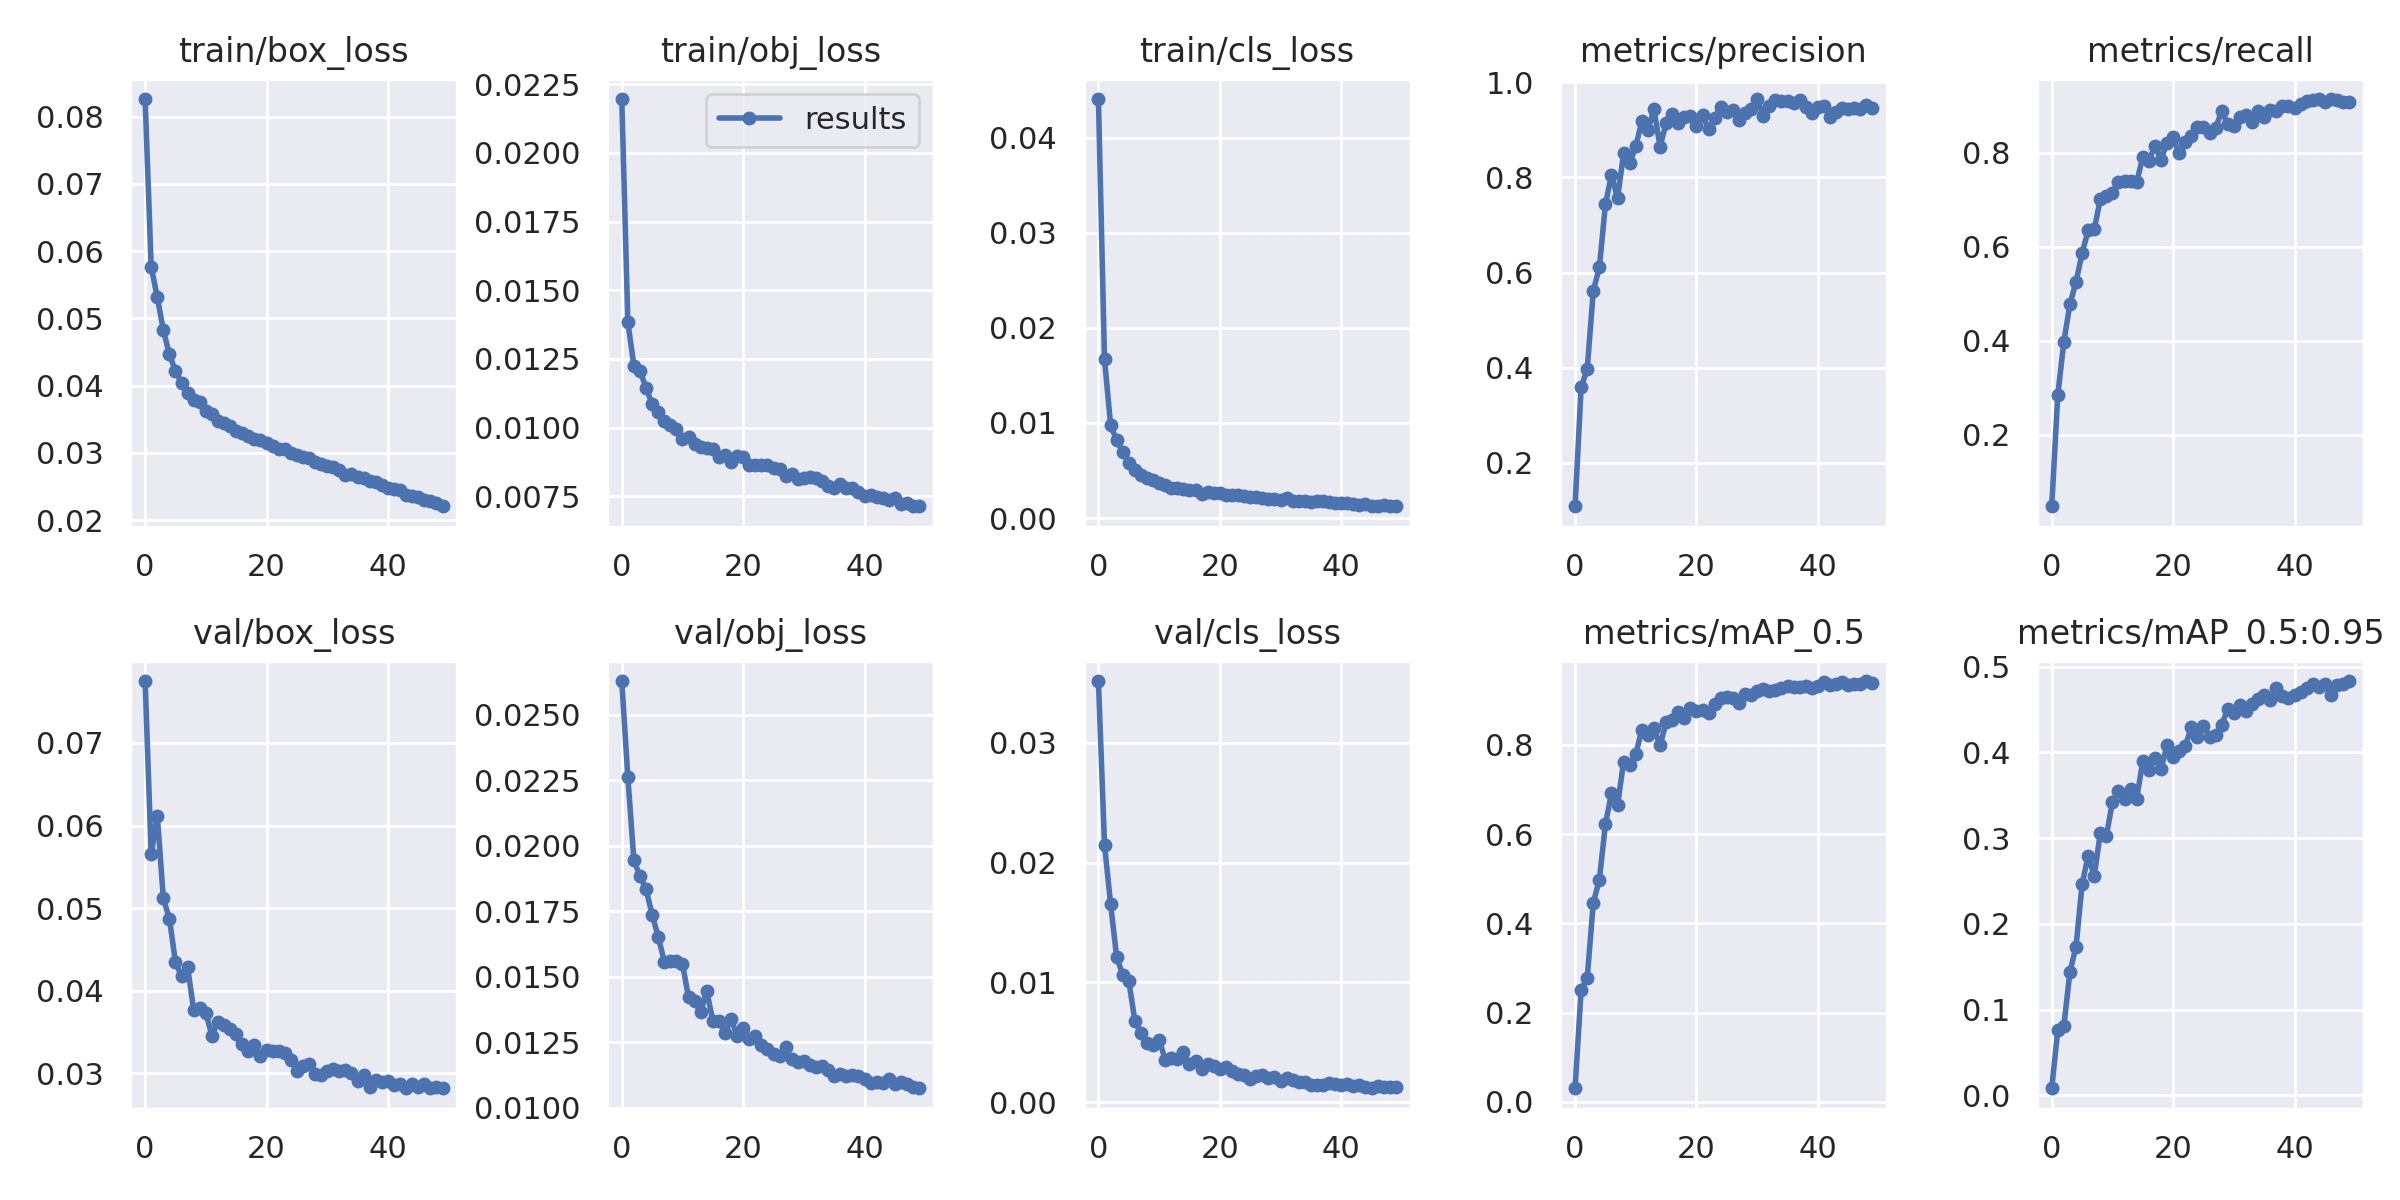 train/box_loss
0.08
0.07
0.06
0.05
0.04
0.03
0.02
0 20 40
train/obj_loss
results
0.0225
0.0200
0.0175
0.0150
0.0125
0.0100
0.0075
0 20 40
train/cls_loss
0.04
0.03
0.02
0.01
0.00
0 20 40
metrics/precision
1.0
0.8
0.6
0.4
0.2
0 20 40
metrics/recall
0.8
0.6
0.4
0.2
0 20 40
val/box_loss
0.07
0.06
0.05
0.04
0.03
0 20 40
val/obj_loss
0.0250
0.0225
0.0200
0.0175
0.0150
0.0125
0.0100
0 20 40
val/cls_loss
0.03
0.02
0.01
0.00
0 20 40
metrics/mAP_0.5
0.8
0.6
0.4
0.2
0.0
0 20 40
metrics/mAP_0.5:0.95
0.5
0.4
0.3
0.2
0.1
0.0
0 20 40